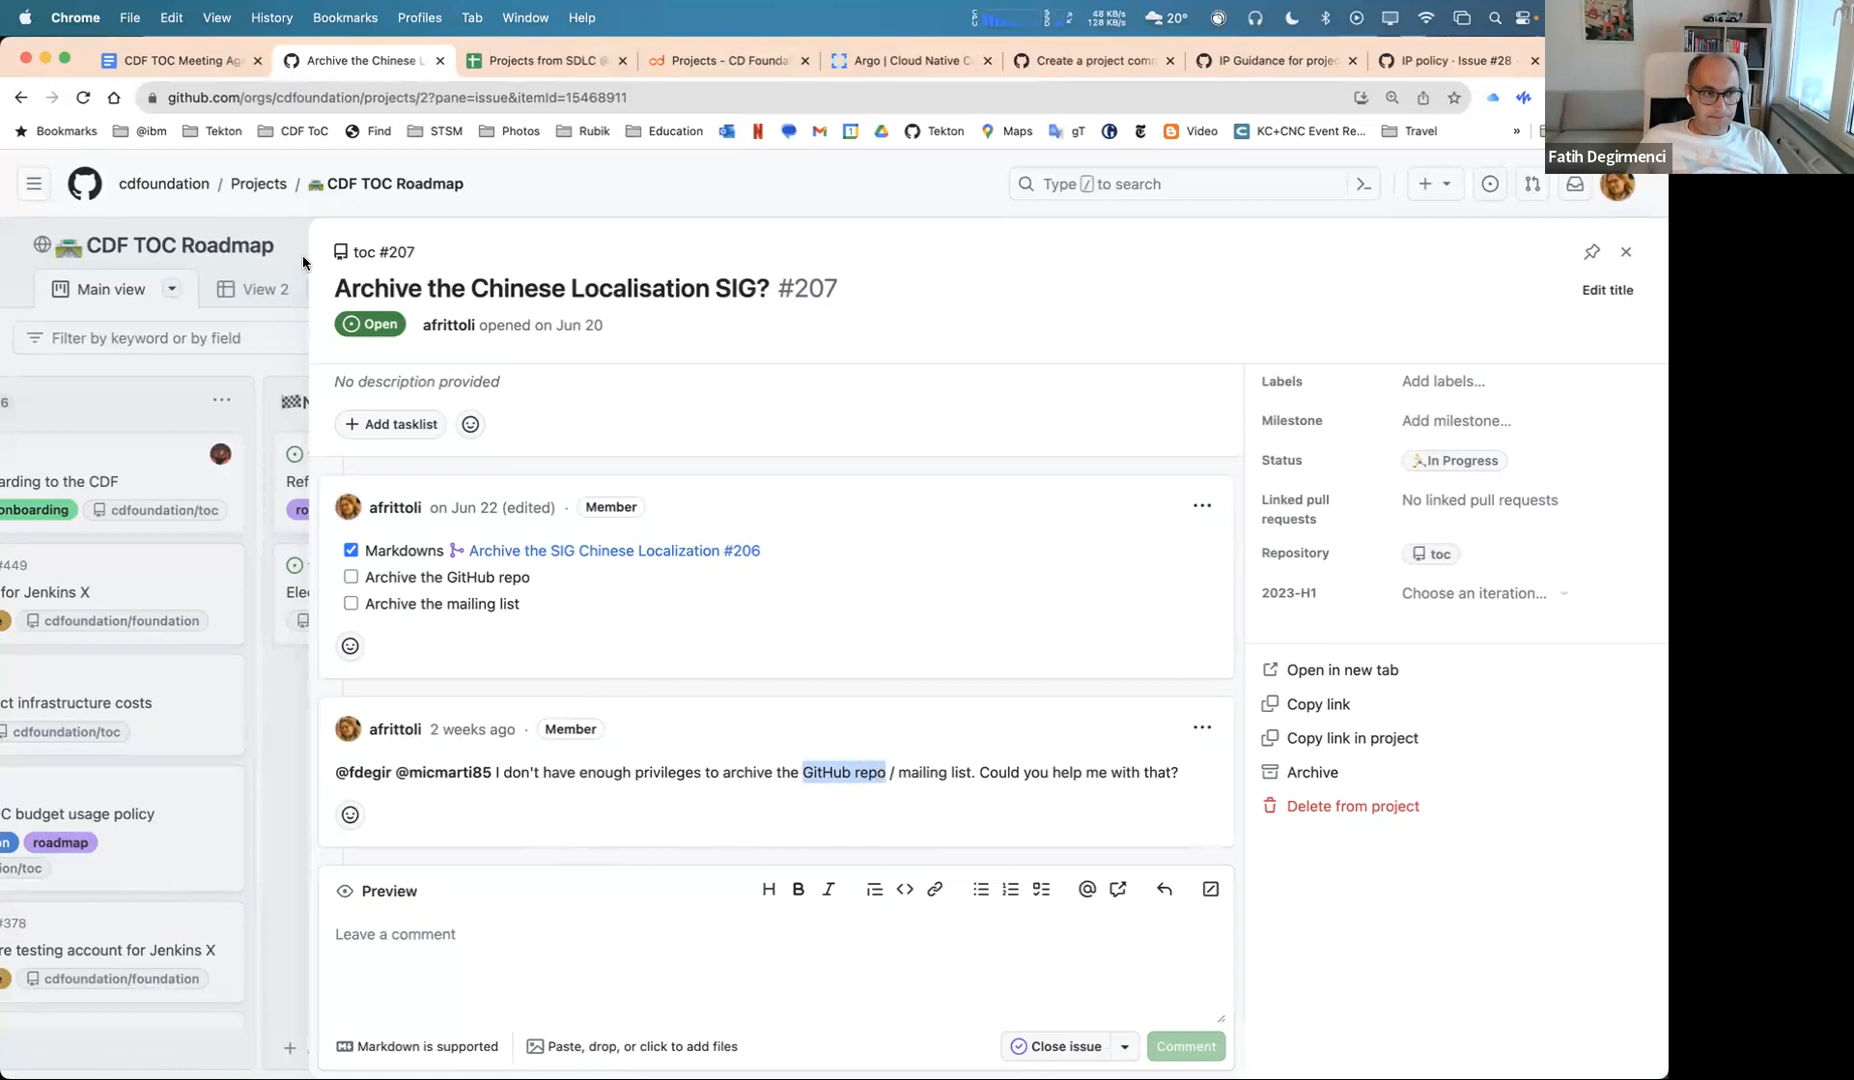 Chrome File Edit View History Bookmarks Profiles Tab Window Help 48 KB/s 128 KB/s 20°
CDF TOC Meeting Ag Archive the Chinese L Projects from SDLC @ Projects - CD Founda Argo | Cloud Native C Create a project com IP Guidance for proje IP policy · Issue #28
github.com/orgs/cdfoundation/projects/2?pane=issue&itemId=15468911
Bookmarks @ibm Tekton CDF ToC Find STSM Photos Rubik Education Tekton Maps gT Video KC+CNC Event Re... Travel »
Fatih Degirmenci
cdfoundation / Projects / CDF TOC Roadmap
Type / to search
CDF TOC Roadmap
Main view View 2
Filter by keyword or by field
toc #207
Archive the Chinese Localisation SIG? #207
Edit title
Open afrittoli opened on Jun 20
No description provided
Add tasklist
Labels Add labels...
Milestone Add milestone...
Status In Progress
Linked pull requests No linked pull requests
Repository toc
2023-H1 Choose an iteration...
Open in new tab
Copy link
Copy link in project
Archive
Delete from project
afrittoli on Jun 22 (edited) · Member
Markdowns Archive the SIG Chinese Localization #206
Archive the GitHub repo
Archive the mailing list
afrittoli 2 weeks ago · Member
@fdegir @micmarti85 I don't have enough privileges to archive the GitHub repo / mailing list. Could you help me with that?
Preview
Leave a comment
Markdown is supported Paste, drop, or click to add files
Close issue Comment
6
arding to the CDF
onboarding cdfoundation/toc
#449
for Jenkins X
cdfoundation/foundation
ct infrastructure costs
cdfoundation/toc
C budget usage policy
on roadmap
ion/toc
#378
re testing account for Jenkins X
cdfoundation/foundation
N
Ref
ro
Ele